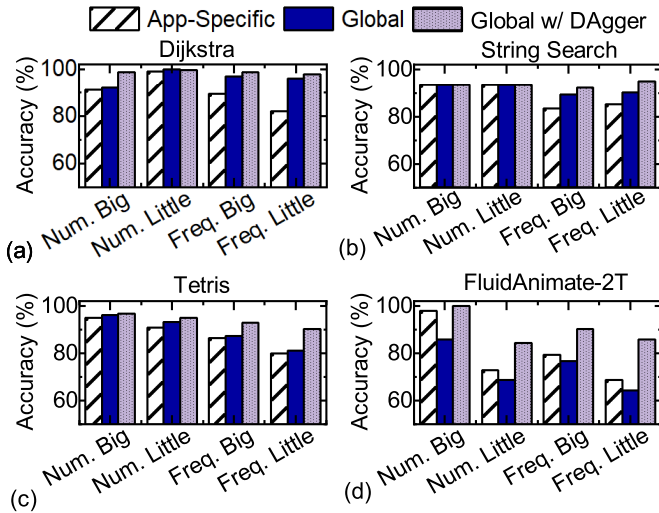 App-Specific Global Global w/ DAgger
Dijkstra
Accuracy (%)
100
80
60
Num. Big
Num. Little
Freq. Big
Freq. Little
(a)
String Search
Accuracy (%)
100
80
60
Num. Big
Num. Little
Freq. Big
Freq. Little
(b)
Tetris
Accuracy (%)
100
80
60
Num. Big
Num. Little
Freq. Big
Freq. Little
(c)
FluidAnimate-2T
Accuracy (%)
100
80
60
Num. Big
Num. Little
Freq. Big
Freq. Little
(d)